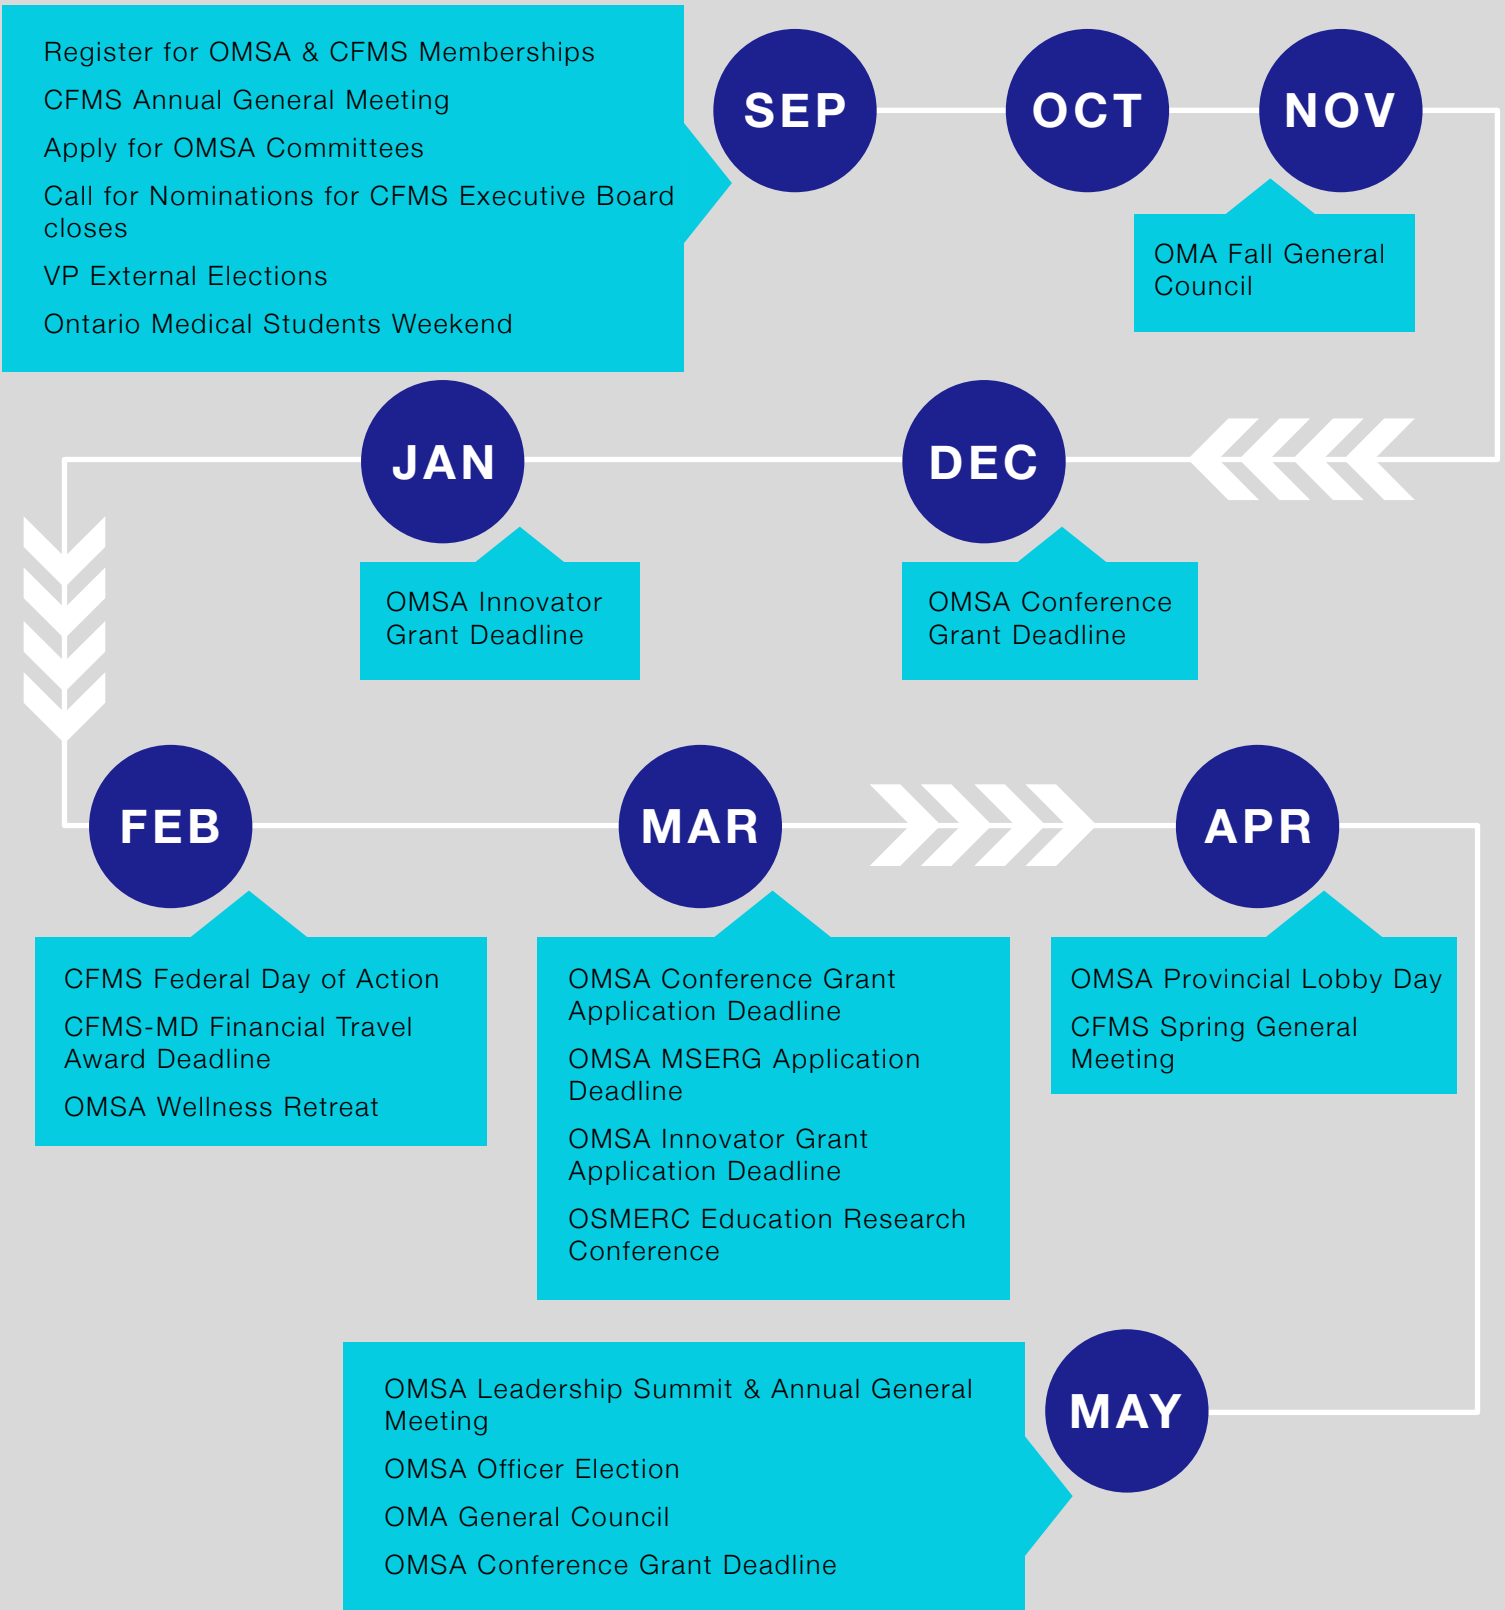 Register for OMSA & CFMS Memberships
CFMS Annual General Meeting
Apply for OMSA Committees
Call for Nominations for CFMS Executive Board
closes
VP External Elections
Ontario Medical Students Weekend
SEP
OCT
NOV
OMA Fall General
Council
JAN
DEC
OMSA Innovator
Grant Deadline
OMSA Conference
Grant Deadline
FEB
MAR
APR
CFMS Federal Day of Action
CFMS-MD Financial Travel
Award Deadline
OMSA Wellness Retreat
OMSA Conference Grant
Application Deadline
OMSA MSERG Application
Deadline
OMSA Innovator Grant
Application Deadline
OSMERC Education Research
Conference
OMSA Provincial Lobby Day
CFMS Spring General
Meeting
OMSA Leadership Summit & Annual General
Meeting
OMSA Officer Election
OMA General Council
OMSA Conference Grant Deadline
MAY